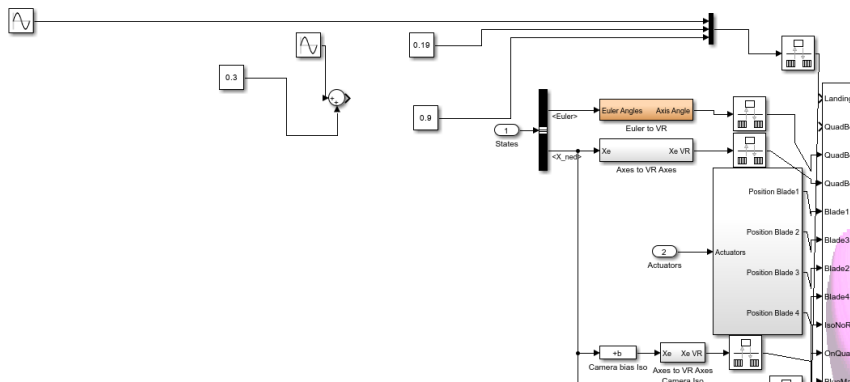 0.19
0.3
Landin
0.9
<Euler>
Euler Angles
Axis Angle
QuadB
1
Euler to VR
States
<X_ned>
Xe
Xe VR
QuadB
Axes to VR Axes
QuadB
Position Blade1
Blade1
Position Blade 2
Blade3
2
Actuators
Actuators
Position Blade 3
Blade2
Blade4
Position Blade 4
IsoNoR
+b
Xe
Xe VR
OnQua
Camera bias Iso
Axes to VR Axes
Camera Iso